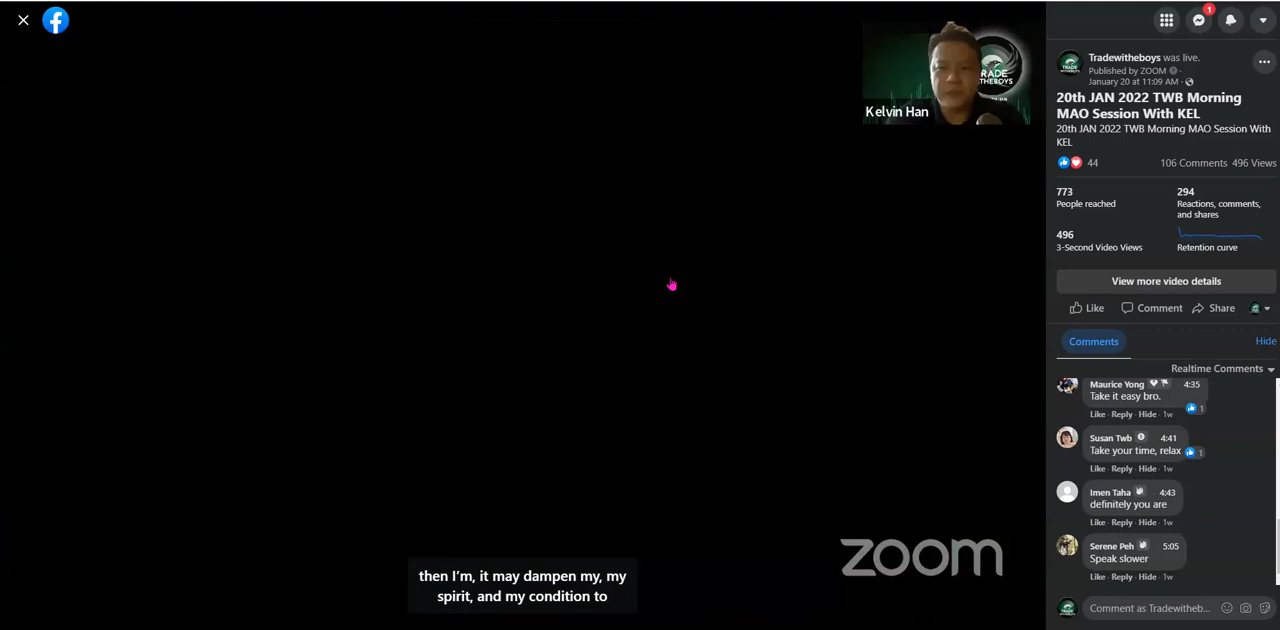 Kelvin Han
then I'm, it may dampen my, my
spirit, and my condition to
zoom
1
Tradewitheboys was live.
Published by ZOOM
January 20 at 11:09 AM
20th JAN 2022 TWB Morning
MAO Session With KEL
20th JAN 2022 TWB Morning MAO Session With
KEL
44 106 Comments 496 Views
773
People reached
294
Reactions, comments,
and shares
496
3-Second Video Views
Retention curve
View more video details
Like Comment Share
Comments Hide
Realtime Comments
Maurice Yong 4:35
Take it easy bro.
1
Like · Reply · Hide · 1w
Susan Twb 4:41
Take your time, relax
1
Like · Reply · Hide · 1w
Imen Taha 4:43
definitely you are
Like · Reply · Hide · 1w
Serene Peh 5:05
Speak slower
Like · Reply · Hide · 1w
Comment as Tradewitheb...